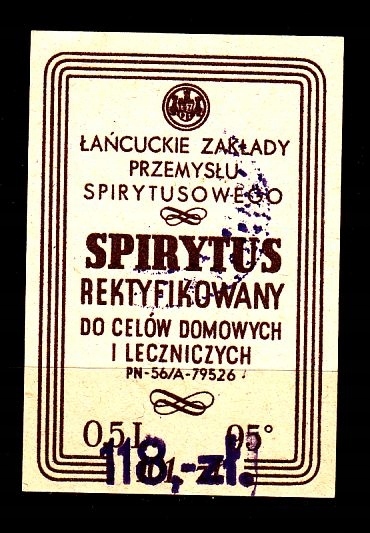 ŁAŃCUCKIE ZAKŁADY
PRZEMYSŁU
SPIRYTUSOWEGO
SPIRYTUS
REKTYFIKOWANY
DO CELÓW DOMOWYCH
I LECZNICZYCH
PN-56/A-79526
0,5 L 95°
118,-zł.